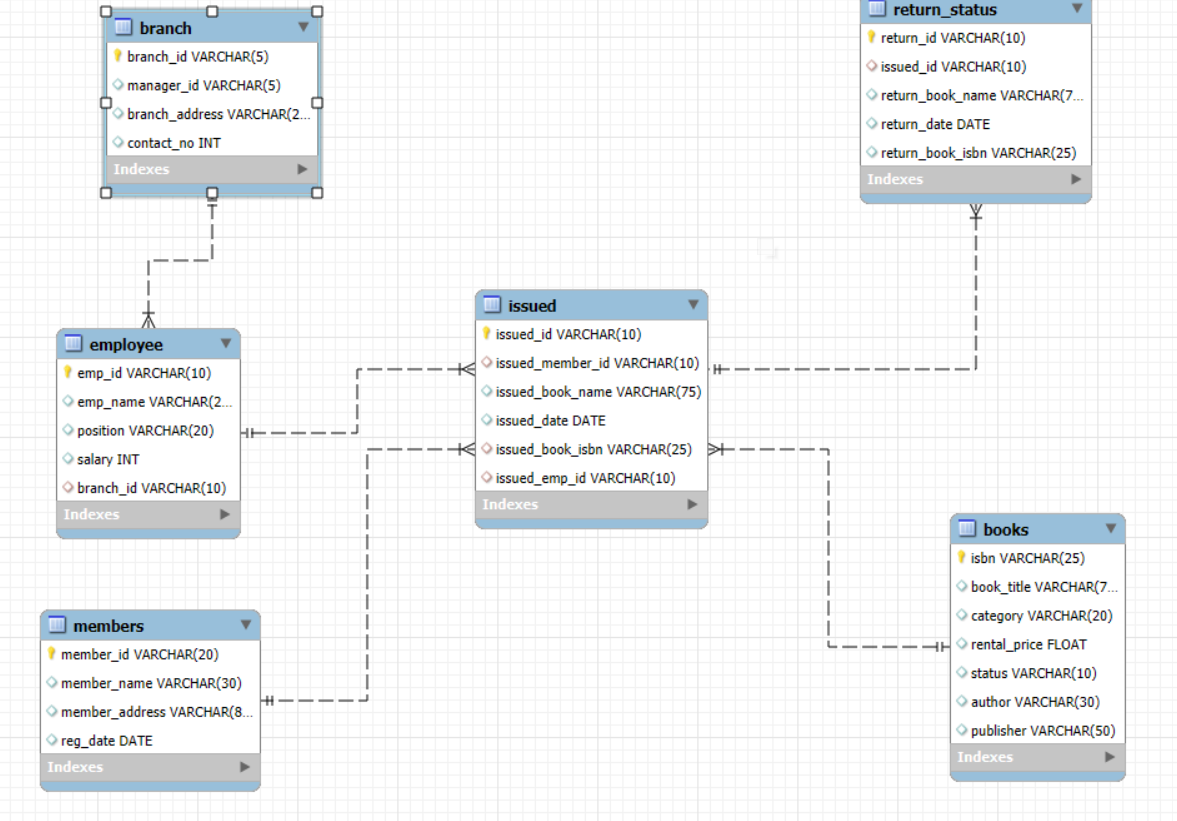 branch
branch_id VARCHAR(5)
manager_id VARCHAR(5)
branch_address VARCHAR(2...
contact_no INT
Indexes
return_status
return_id VARCHAR(10)
issued_id VARCHAR(10)
return_book_name VARCHAR(7...
return_date DATE
return_book_isbn VARCHAR(25)
Indexes
employee
emp_id VARCHAR(10)
emp_name VARCHAR(2...
position VARCHAR(20)
salary INT
branch_id VARCHAR(10)
Indexes
issued
issued_id VARCHAR(10)
issued_member_id VARCHAR(10)
issued_book_name VARCHAR(75)
issued_date DATE
issued_book_isbn VARCHAR(25)
issued_emp_id VARCHAR(10)
Indexes
members
member_id VARCHAR(20)
member_name VARCHAR(30)
member_address VARCHAR(8...
reg_date DATE
Indexes
books
isbn VARCHAR(25)
book_title VARCHAR(7...
category VARCHAR(20)
rental_price FLOAT
status VARCHAR(10)
author VARCHAR(30)
publisher VARCHAR(50)
Indexes